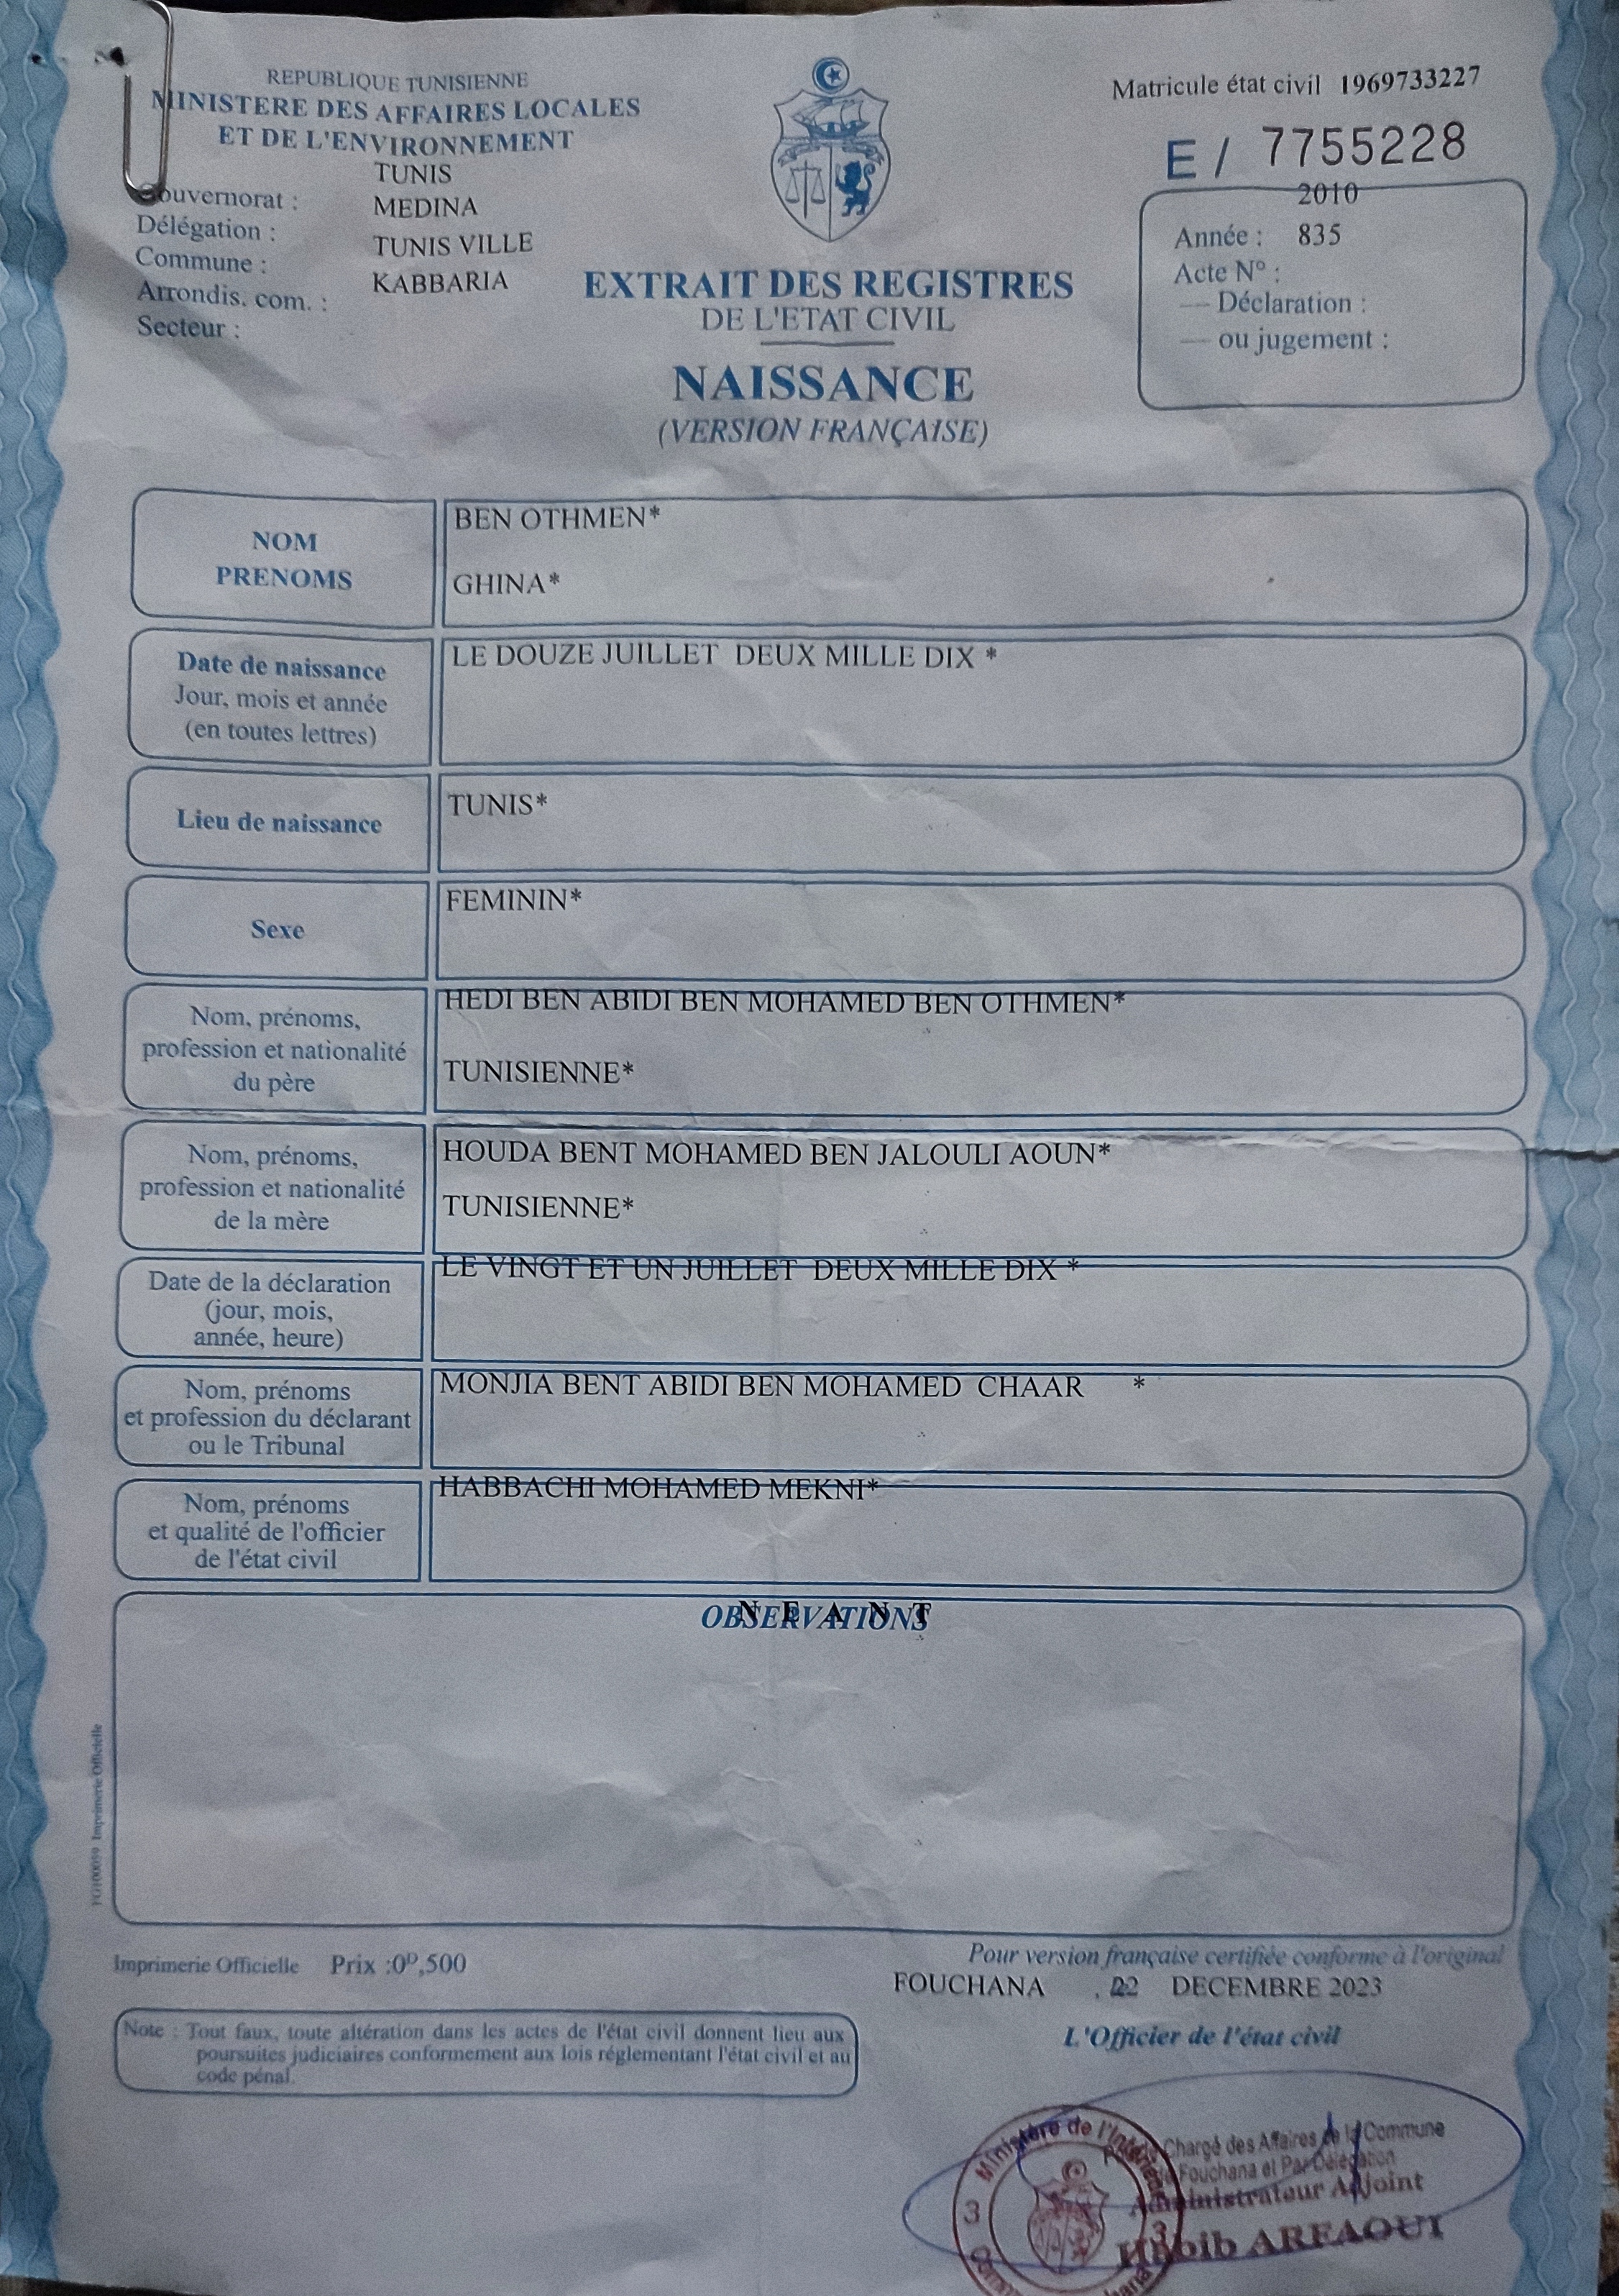 REPUBLIQUE TUNISIENNE
MINISTERE DES AFFAIRES LOCALES
ET DE L'ENVIRONNEMENT
Gouvernorat : TUNIS
Délégation : MEDINA
Commune : TUNIS VILLE
Arrondis. com. : KABBARIA
Secteur :
Matricule état civil 1969733227
E / 7755228
2010
Année : 835
Acte N° :
— Déclaration :
— ou jugement :
EXTRAIT DES REGISTRES
DE L'ETAT CIVIL
NAISSANCE
(VERSION FRANÇAISE)
NOM
PRENOMS
BEN OTHMEN*
GHINA*
Date de naissance
Jour, mois et année
(en toutes lettres)
LE DOUZE JUILLET DEUX MILLE DIX *
Lieu de naissance
TUNIS*
Sexe
FEMININ*
Nom, prénoms,
profession et nationalité
du père
HEDI BEN ABIDI BEN MOHAMED BEN OTHMEN*
TUNISIENNE*
Nom, prénoms,
profession et nationalité
de la mère
HOUDA BENT MOHAMED BEN JALOULI AOUN*
TUNISIENNE*
Date de la déclaration
(jour, mois,
année, heure)
LE VINGT ET UN JUILLET DEUX MILLE DIX *
Nom, prénoms
et profession du déclarant
ou le Tribunal
MONJIA BENT ABIDI BEN MOHAMED CHAAR *
Nom, prénoms
et qualité de l'officier
de l'état civil
HABBACHI MOHAMED MEKNI*
OBSERVATIONS
N E A N T
Imprimerie Officielle
Imprimerie Officielle Prix :0ᴰ,500
Pour version française certifiée conforme à l'original
FOUCHANA , 22 DECEMBRE 2023
L'Officier de l'état civil
Note : Tout faux, toute altération dans les actes de l'état civil donnent lieu aux
poursuites judiciaires conformement aux lois réglementant l'état civil et au
code pénal.
Ministère de l'Intérieur
3 3
Chargé des Affaires de la Commune
de Fouchana et Par Délégation
Administrateur Adjoint
Habib ARFAOUI